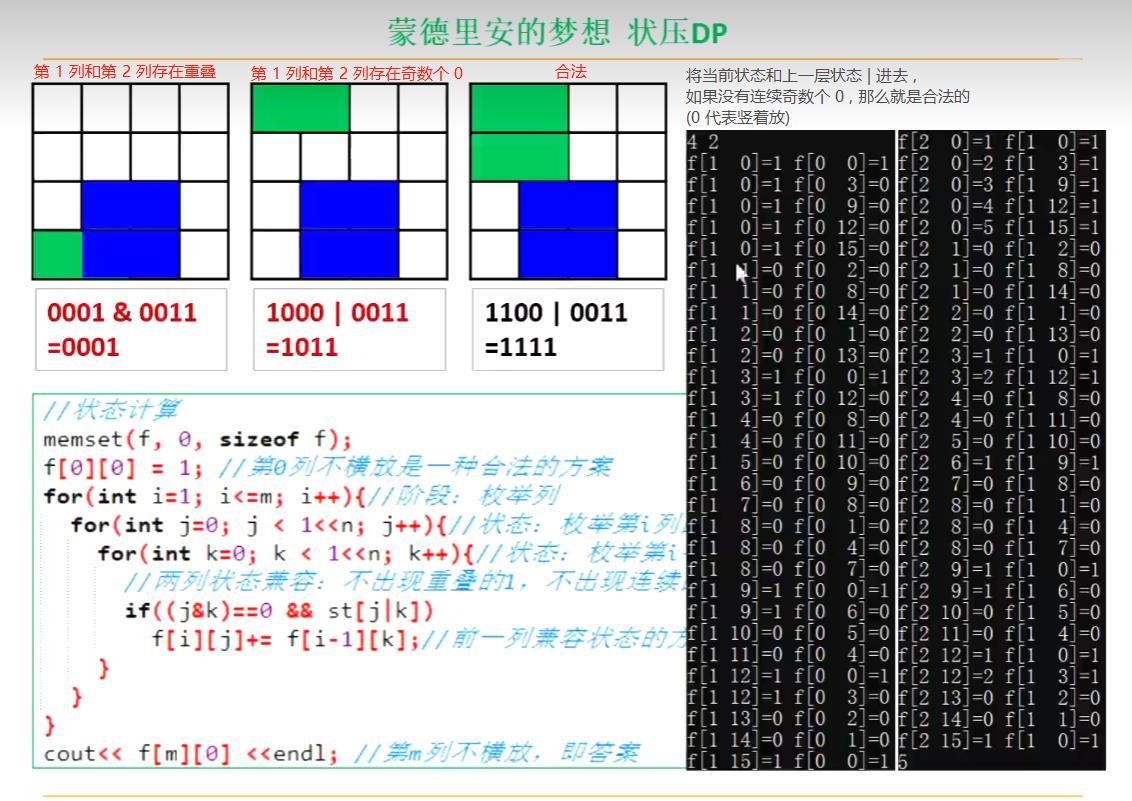 蒙德里安的梦想 状压DP
第 1 列和第 2 列存在重叠
第 1 列和第 2 列存在奇数个 0
合法
将当前状态和上一层状态 | 进去，
如果没有连续奇数个 0，那么就是合法的
(0 代表竖着放)
0001 & 0011
=0001
1000 | 0011
=1011
1100 | 0011
=1111
//状态计算
memset(f, 0, sizeof f);
f[0][0] = 1; //第0列不横放是一种合法的方案
for(int i=1; i<=m; i++){//阶段：枚举列
for(int j=0; j < 1<<n; j++){//状态：枚举第i列
for(int k=0; k < 1<<n; k++){//状态：枚举第i
//两列状态兼容：不出现重叠的1，不出现连续
if((j&k)==0 && st[j|k])
f[i][j]+= f[i-1][k];//前一列兼容状态的方
}
}
}
cout<< f[m][0] <<endl; //第m列不横放，即答案
4 2
f[1 0]=1 f[0 0]=1
f[1 0]=1 f[0 3]=0
f[1 0]=1 f[0 9]=0
f[1 0]=1 f[0 12]=0
f[1 0]=1 f[0 15]=0
f[1 1]=0 f[0 2]=0
f[1 1]=0 f[0 8]=0
f[1 1]=0 f[0 14]=0
f[1 2]=0 f[0 1]=0
f[1 2]=0 f[0 13]=0
f[1 3]=1 f[0 0]=1
f[1 3]=1 f[0 12]=0
f[1 4]=0 f[0 8]=0
f[1 4]=0 f[0 11]=0
f[1 5]=0 f[0 10]=0
f[1 6]=0 f[0 9]=0
f[1 7]=0 f[0 8]=0
f[1 8]=0 f[0 1]=0
f[1 8]=0 f[0 4]=0
f[1 8]=0 f[0 7]=0
f[1 9]=1 f[0 0]=1
f[1 9]=1 f[0 6]=0
f[1 10]=0 f[0 5]=0
f[1 11]=0 f[0 4]=0
f[1 12]=1 f[0 0]=1
f[1 12]=1 f[0 3]=0
f[1 13]=0 f[0 2]=0
f[1 14]=0 f[0 1]=0
f[1 15]=1 f[0 0]=1
f[2 0]=1 f[1 0]=1
f[2 0]=2 f[1 3]=1
f[2 0]=3 f[1 9]=1
f[2 0]=4 f[1 12]=1
f[2 0]=5 f[1 15]=1
f[2 1]=0 f[1 2]=0
f[2 1]=0 f[1 8]=0
f[2 1]=0 f[1 14]=0
f[2 2]=0 f[1 1]=0
f[2 2]=0 f[1 13]=0
f[2 3]=1 f[1 0]=1
f[2 3]=2 f[1 12]=1
f[2 4]=0 f[1 8]=0
f[2 4]=0 f[1 11]=0
f[2 5]=0 f[1 10]=0
f[2 6]=1 f[1 9]=1
f[2 7]=0 f[1 8]=0
f[2 8]=0 f[1 1]=0
f[2 8]=0 f[1 4]=0
f[2 8]=0 f[1 7]=0
f[2 9]=1 f[1 0]=1
f[2 9]=1 f[1 6]=0
f[2 10]=0 f[1 5]=0
f[2 11]=0 f[1 4]=0
f[2 12]=1 f[1 0]=1
f[2 12]=2 f[1 3]=1
f[2 13]=0 f[1 2]=0
f[2 14]=0 f[1 1]=0
f[2 15]=1 f[1 0]=1
5